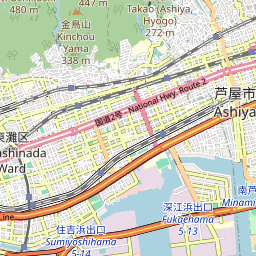 480 m
447 m
Takao (Ashiya,
Hyogo)
272 m
金鳥山
Kinchou
Yama
338 m
国道2号 - National Hwy. Route 2
芦屋市
Ashiya
東灘区
ashinada
Ward
Line
住吉浜出口
Sumiyoshihama
5-14
深江浜出口
Fukaehama
5-13
南芦
Minami